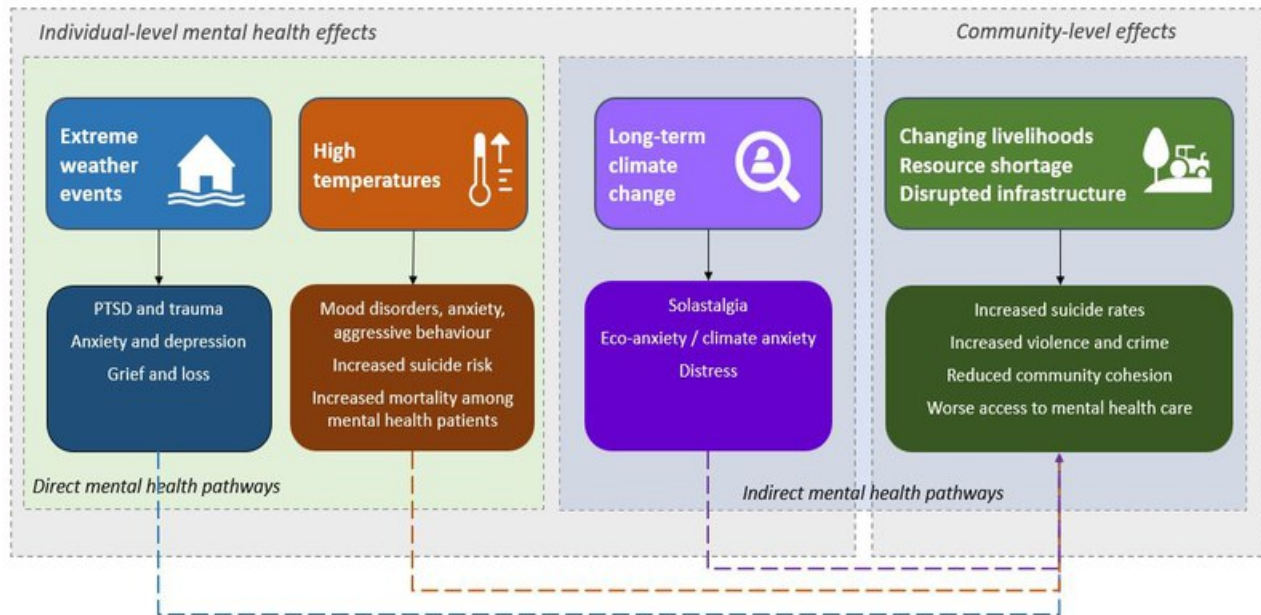 Individual-level mental health effects
Community-level effects
Extreme
weather
events
High
temperatures
Long-term
climate
change
Changing livelihoods
Resource shortage
Disrupted infrastructure
PTSD and trauma
Anxiety and depression
Grief and loss
Mood disorders, anxiety,
aggressive behaviour
Increased suicide risk
Increased mortality among
mental health patients
Solastalgia
Eco-anxiety / climate anxiety
Distress
Increased suicide rates
Increased violence and crime
Reduced community cohesion
Worse access to mental health care
Direct mental health pathways
Indirect mental health pathways